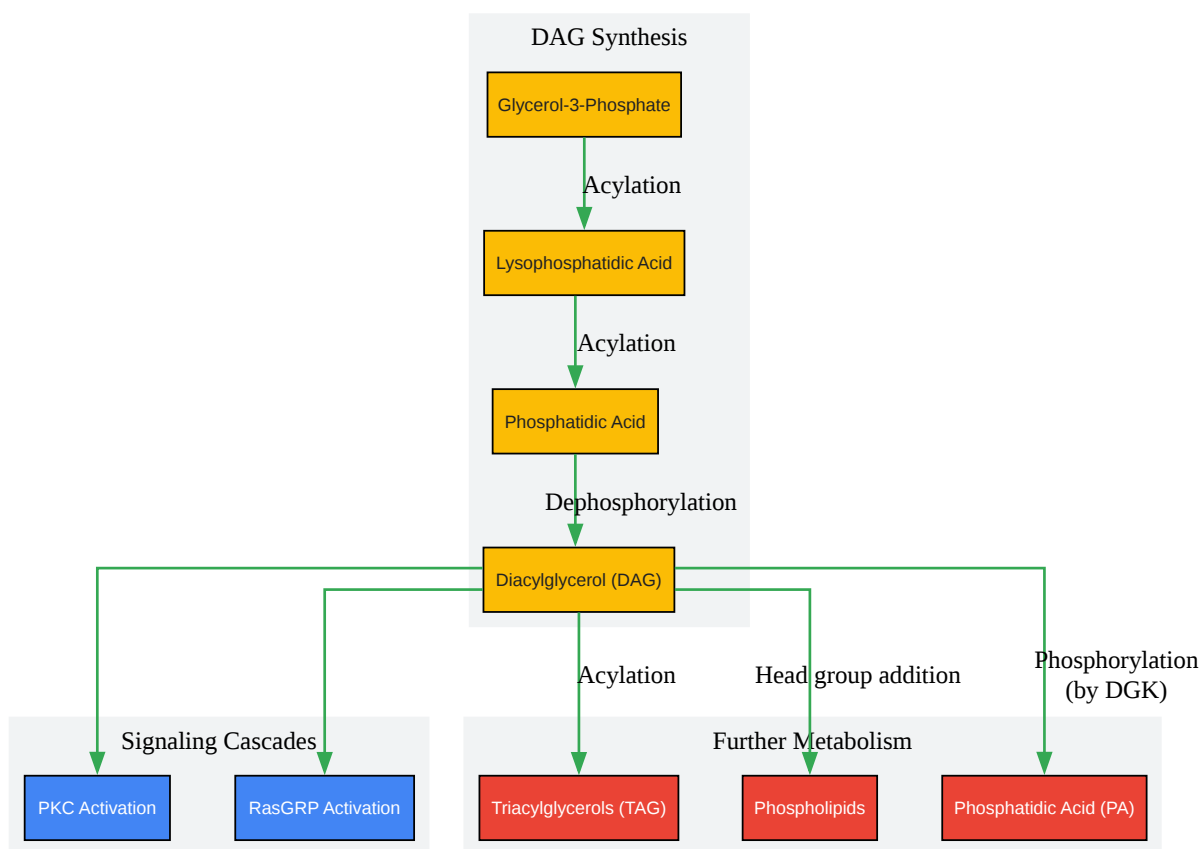 DAG Synthesis
Glycerol-3-Phosphate
Acylation
Lysophosphatidic Acid
Acylation
Phosphatidic Acid
Dephosphorylation
Diacylglycerol (DAG)
Acylation
Head group addition
Phosphorylation
(by DGK)
Signaling Cascades
Further Metabolism
PKC Activation
RasGRP Activation
Triacylglycerols (TAG)
Phospholipids
Phosphatidic Acid (PA)